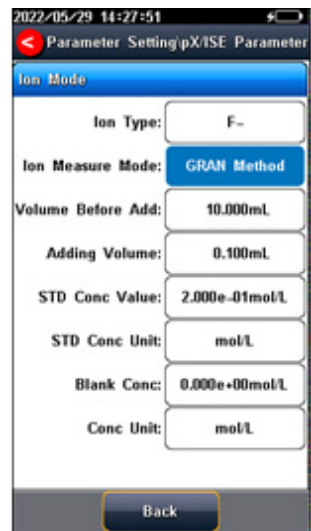 2022/05/29 14:27:51
< Parameter Setting\pX/ISE Parameter
Ion Mode
Ion Type: F-
Ion Measure Mode: GRAN Method
Volume Before Add: 10.000mL
Adding Volume: 0.100mL
STD Conc Value: 2.000e-01mol/L
STD Conc Unit: mol/L
Blank Conc: 0.000e+00mol/L
Conc Unit: mol/L
Back